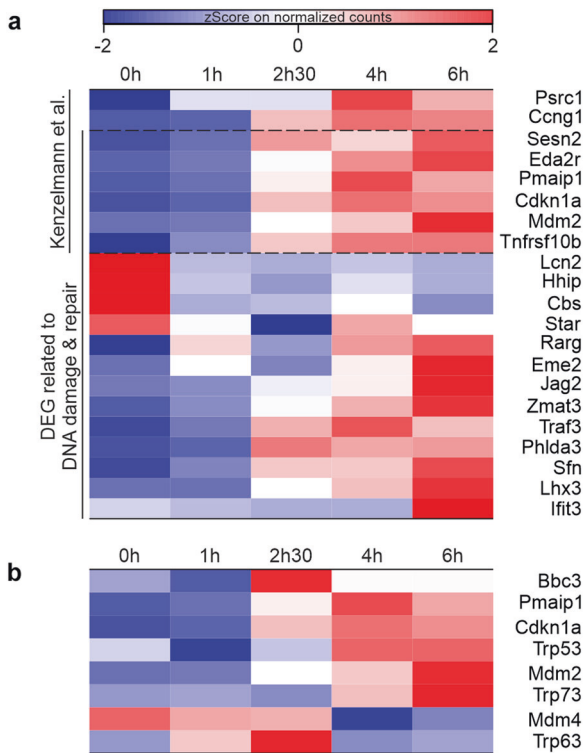 a
zScore on normalized counts
-2 0 2
0h 1h 2h30 4h 6h
Kenzelmann et al.
DEG related to
DNA damage & repair
Psrc1
Ccng1
Sesn2
Eda2r
Pmaip1
Cdkn1a
Mdm2
Tnfrsf10b
Lcn2
Hhip
Cbs
Star
Rarg
Eme2
Jag2
Zmat3
Traf3
Phlda3
Sfn
Lhx3
Ifit3
b
0h 1h 2h30 4h 6h
Bbc3
Pmaip1
Cdkn1a
Trp53
Mdm2
Trp73
Mdm4
Trp63